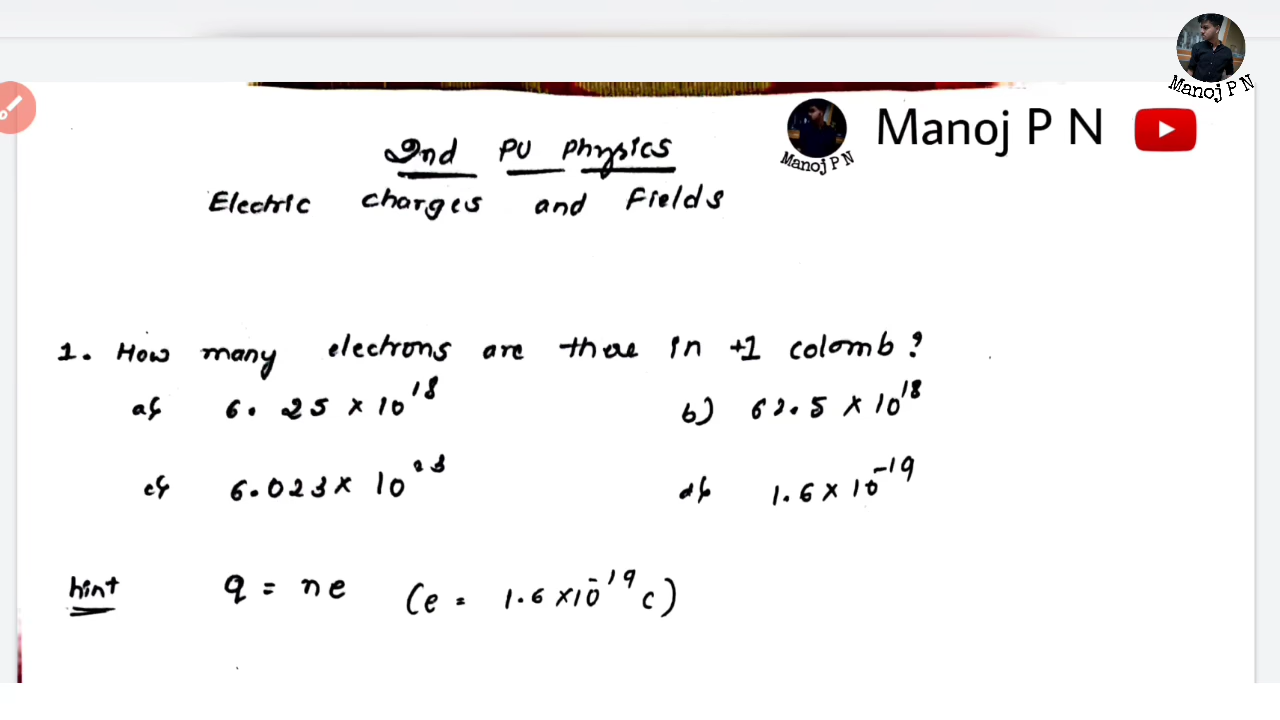 Manoj P N
Manoj P N
Manoj P N
2nd PU Physics
Electric charges and Fields
1. How many electrons are there in +1 colomb?
a) 6.25 × 10^18 b) 62.5 × 10^18
c) 6.023 × 10^23 d) 1.6 × 10^-19
hint q = ne (e = 1.6 × 10^-19 c)